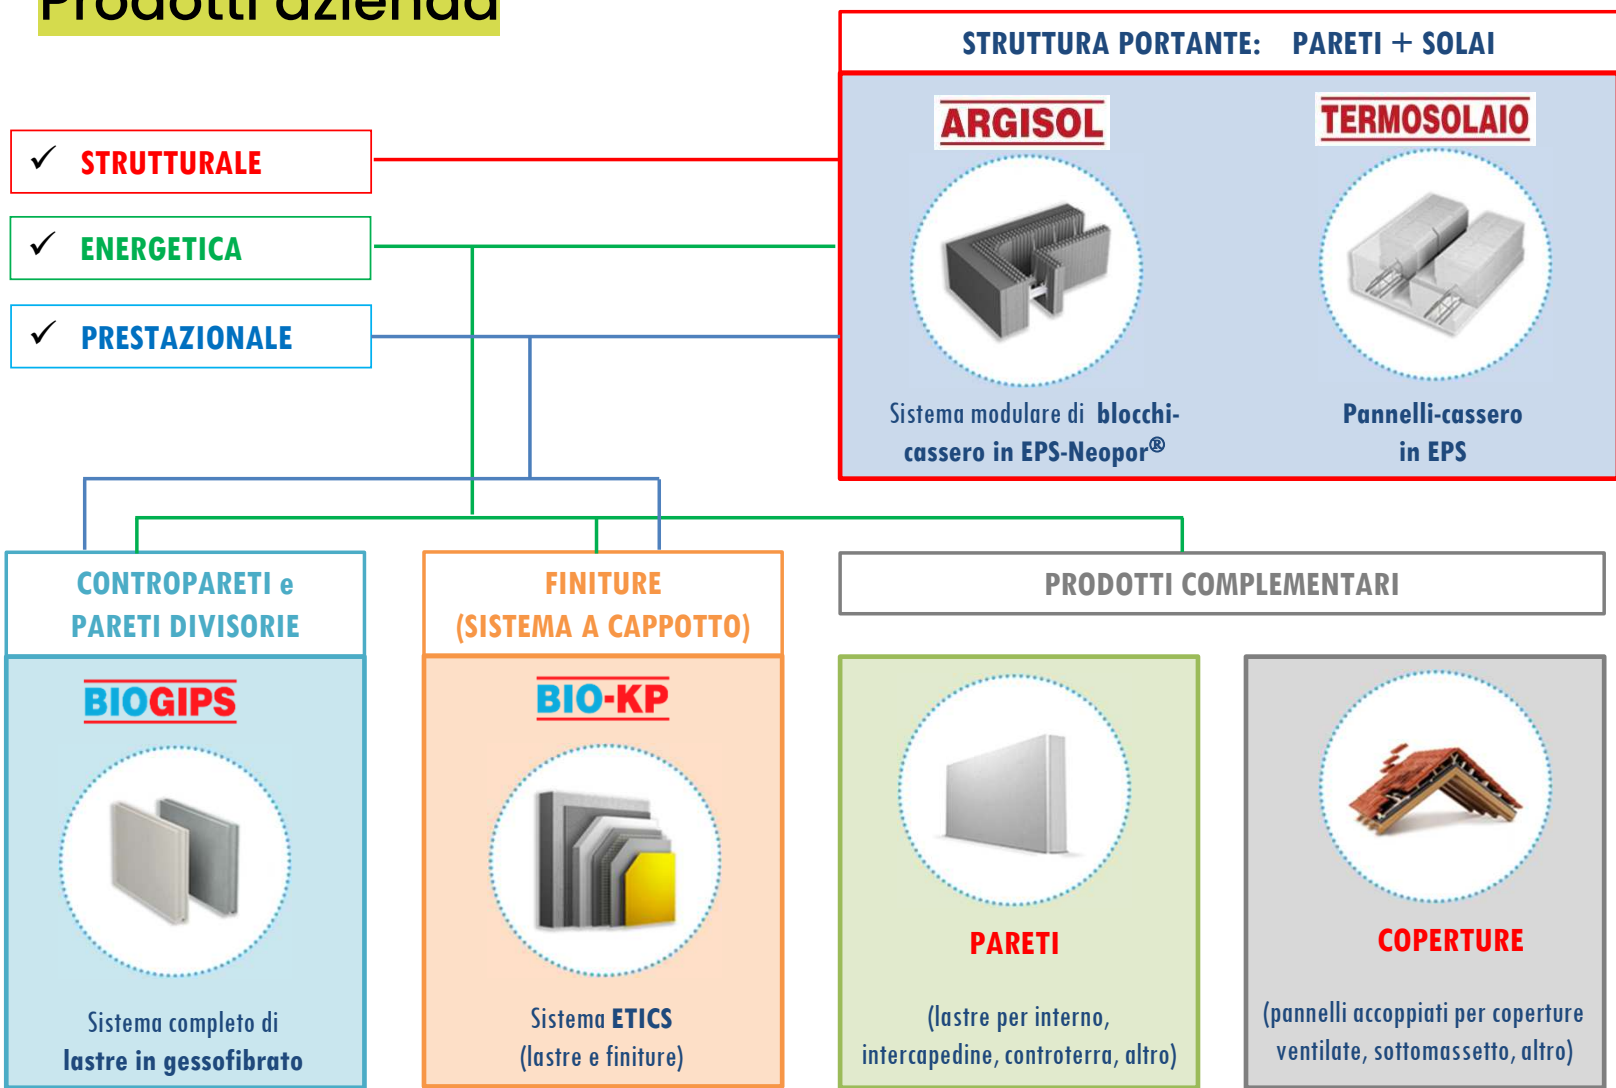 Prodotti azienda
STRUTTURA PORTANTE: PARETI + SOLAI
ARGISOL
TERMOSOLAIO
✓ STRUTTURALE
✓ ENERGETICA
✓ PRESTAZIONALE
Sistema modulare di blocchi-
cassero in EPS-Neopor®
Pannelli-cassero
in EPS
CONTROPARETI e
PARETI DIVISORIE
FINITURE
(SISTEMA A CAPPOTTO)
PRODOTTI COMPLEMENTARI
BIOGIPS
BIO-KP
PARETI
COPERTURE
Sistema completo di
lastre in gessofibrato
Sistema ETICS
(lastre e finiture)
(lastre per interno,
intercapedine, controterra, altro)
(pannelli accoppiati per coperture
ventilate, sottomassetto, altro)